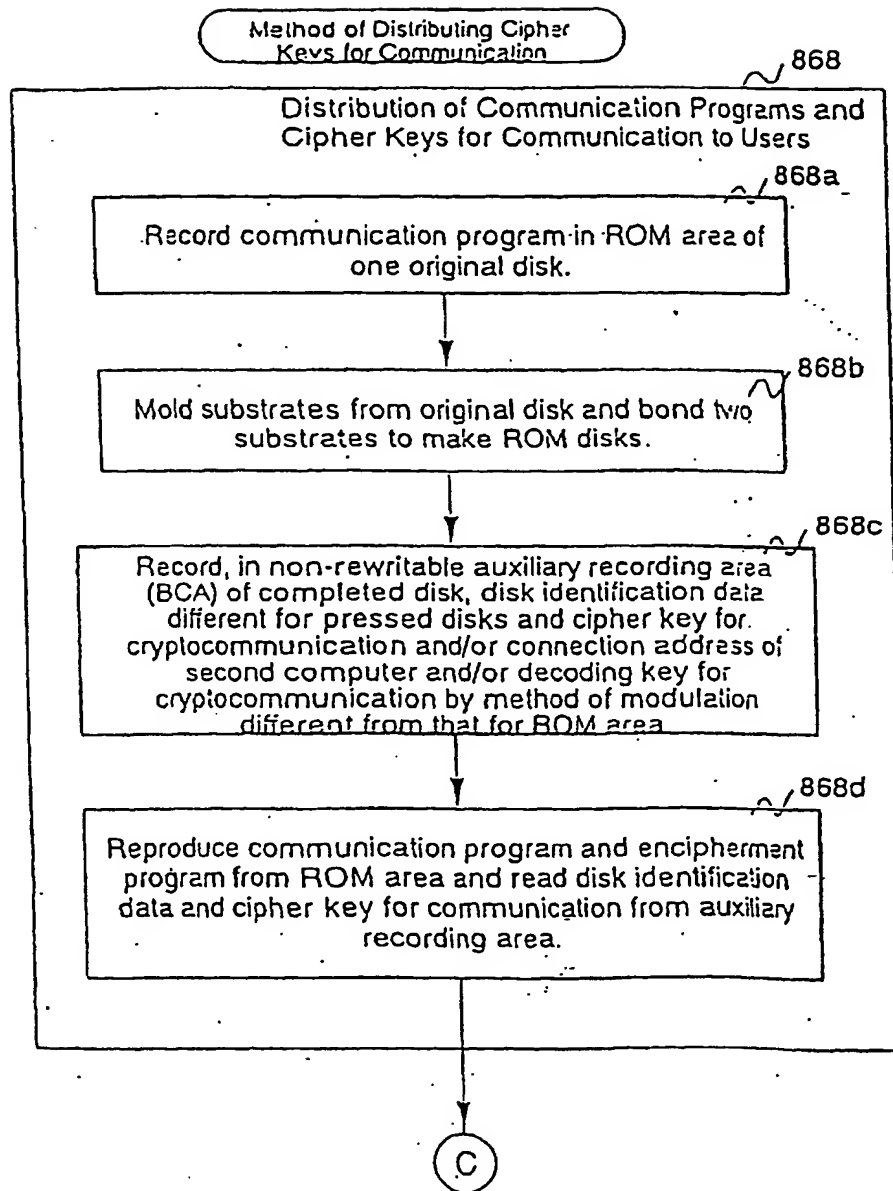 Method of Distributing Cipher
Keys for Communication
868
Distribution of Communication Programs and
Cipher Keys for Communication to Users
868a
Record communication program in ROM area of
one original disk.
868b
Mold substrates from original disk and bond two
substrates to make ROM disks.
868c
Record, in non-rewritable auxiliary recording area
(BCA) of completed disk, disk identification data
different for pressed disks and cipher key for
cryptocommunication and/or connection address of
second computer and/or decoding key for
cryptocommunication by method of modulation
different from that for ROM area
868d
Reproduce communication program and encipherment
program from ROM area and read disk identification
data and cipher key for communication from auxiliary
recording area.
C